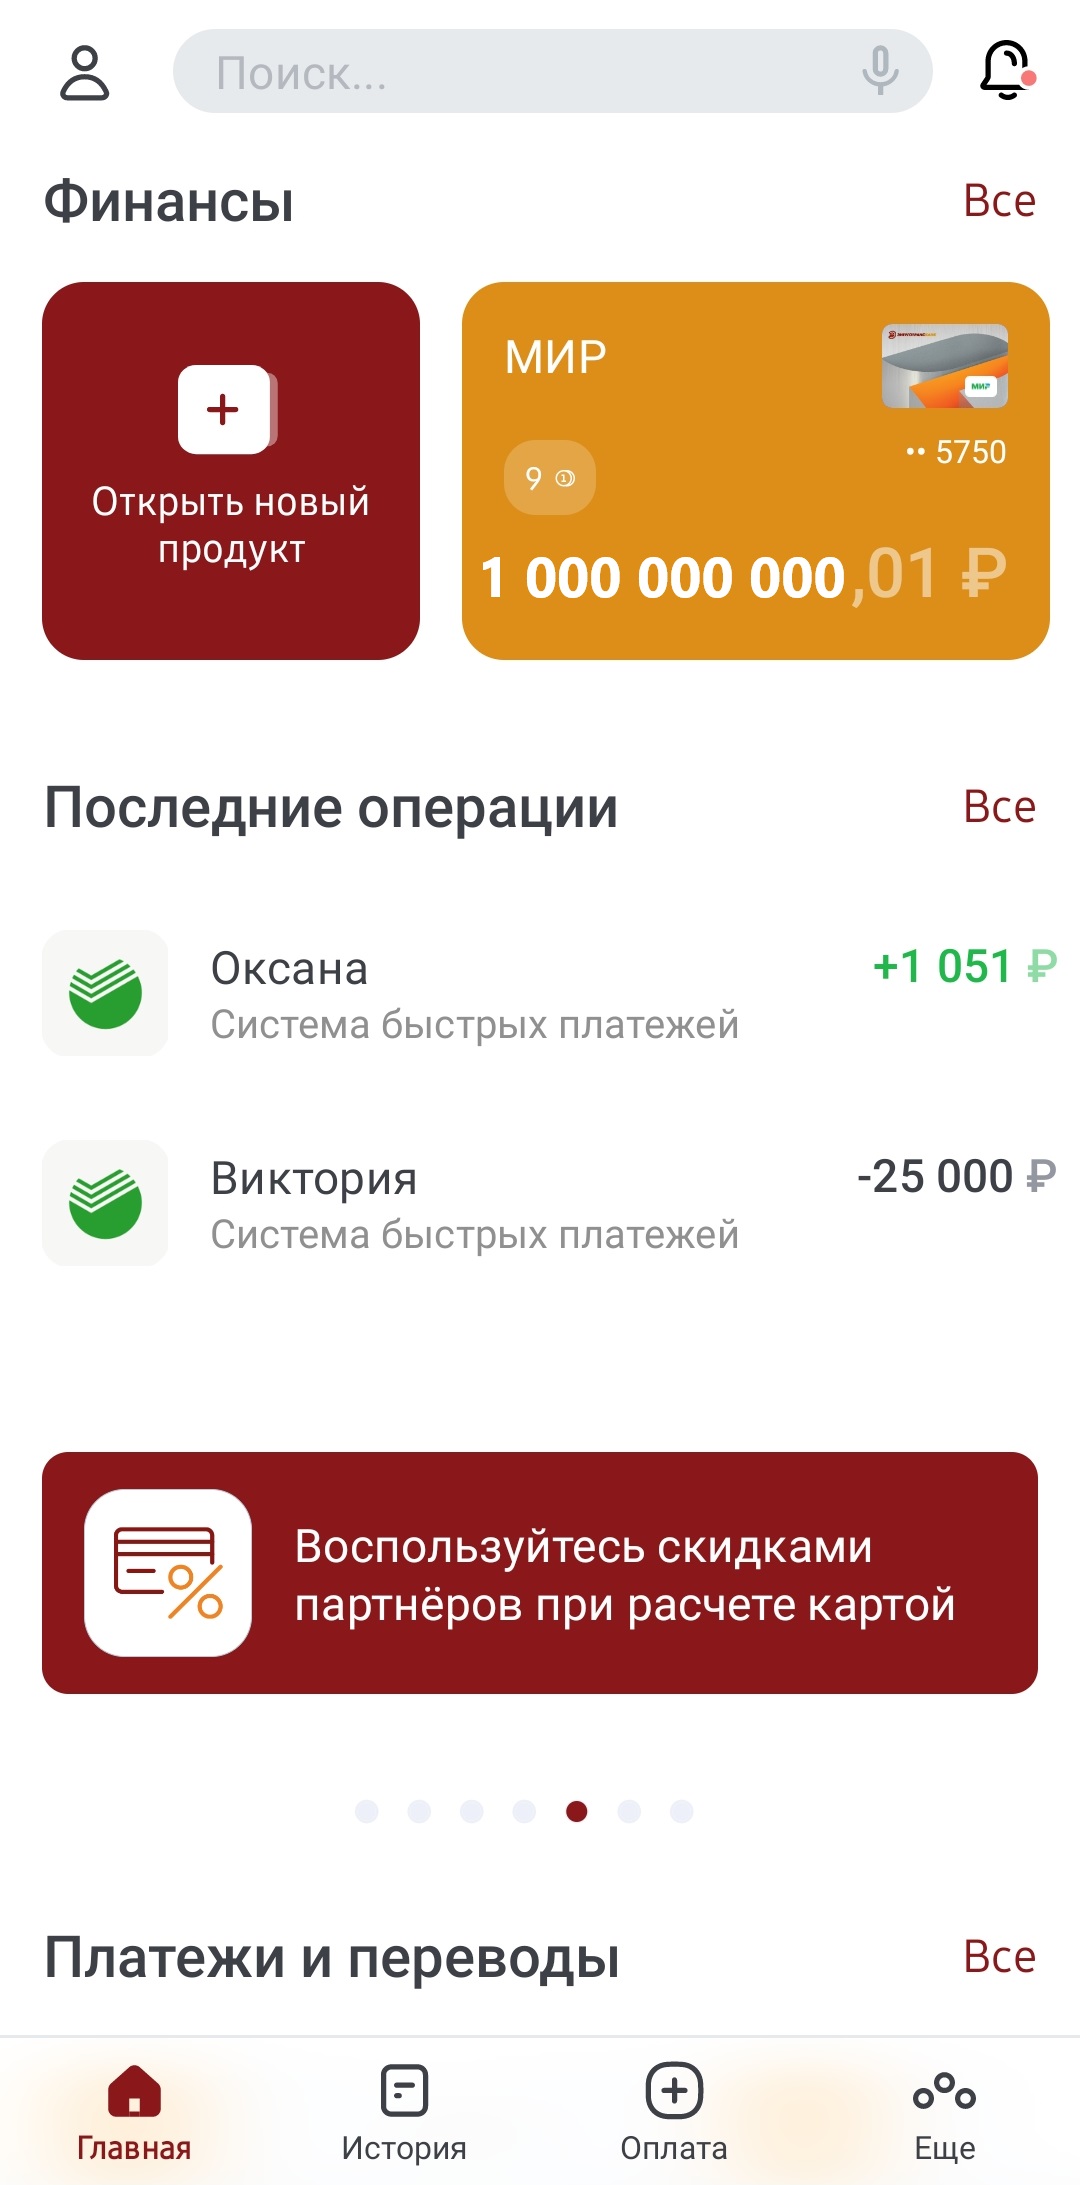 Поиск...
Финансы
Все
Открыть новый
продукт
МИР
МИР
•• 5750
9
1 000 000 000,01 ₽
Последние операции
Все
Оксана
+1 051 ₽
Система быстрых платежей
Виктория
-25 000 ₽
Система быстрых платежей
Воспользуйтесь скидками
партнёров при расчете картой
Платежи и переводы
Все
Главная
История
Оплата
Еще